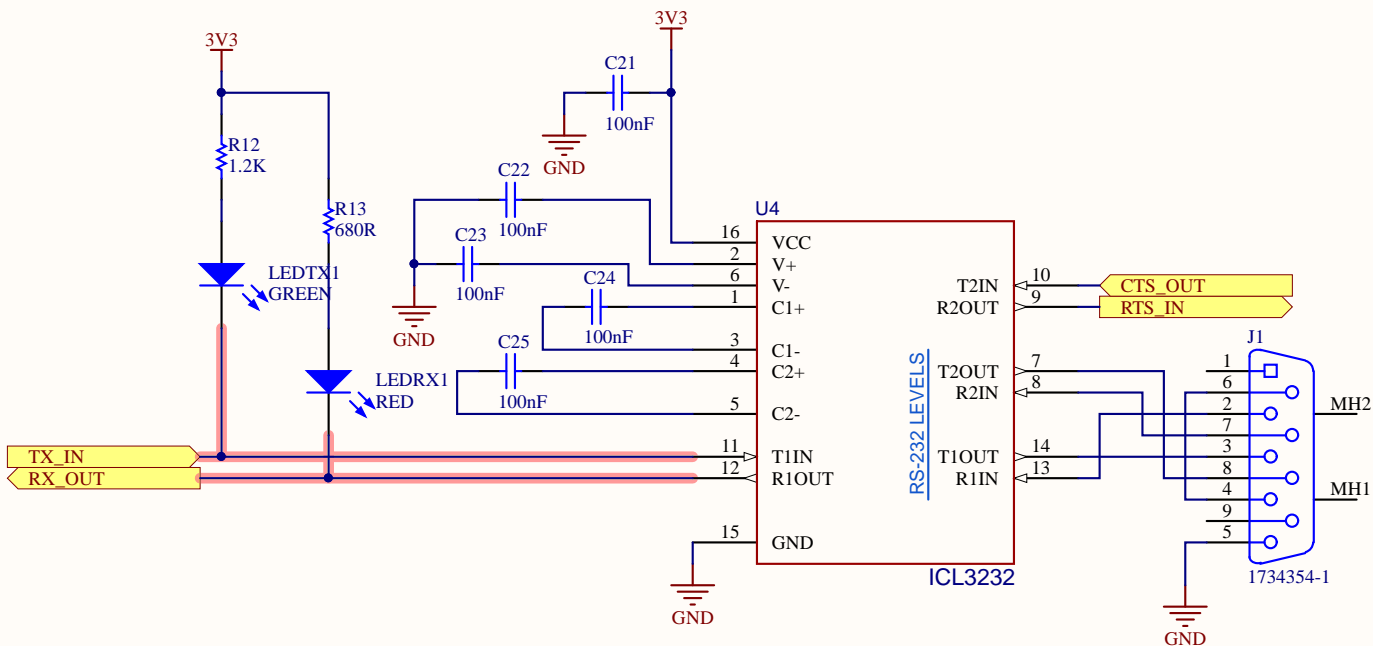 3V3
3V3
C21
100nF
GND
R12
1.2K
C22
100nF
R13
680R
U4
C23
100nF
LEDTX1
GREEN
C24
100nF
GND
C25
100nF
LEDRX1
RED
16 VCC
2 V+
6 V-
1 C1+
3 C1-
4 C2+
5 C2-
11 T1IN
12 R1OUT
15 GND
T2IN 10
R2OUT 9
T2OUT 7
R2IN 8
T1OUT 14
R1IN 13
RS-232 LEVELS
ICL3232
CTS_OUT
RTS_IN
TX_IN
RX_OUT
J1
1
6
2
7
3
8
4
9
5
MH2
MH1
1734354-1
GND
GND